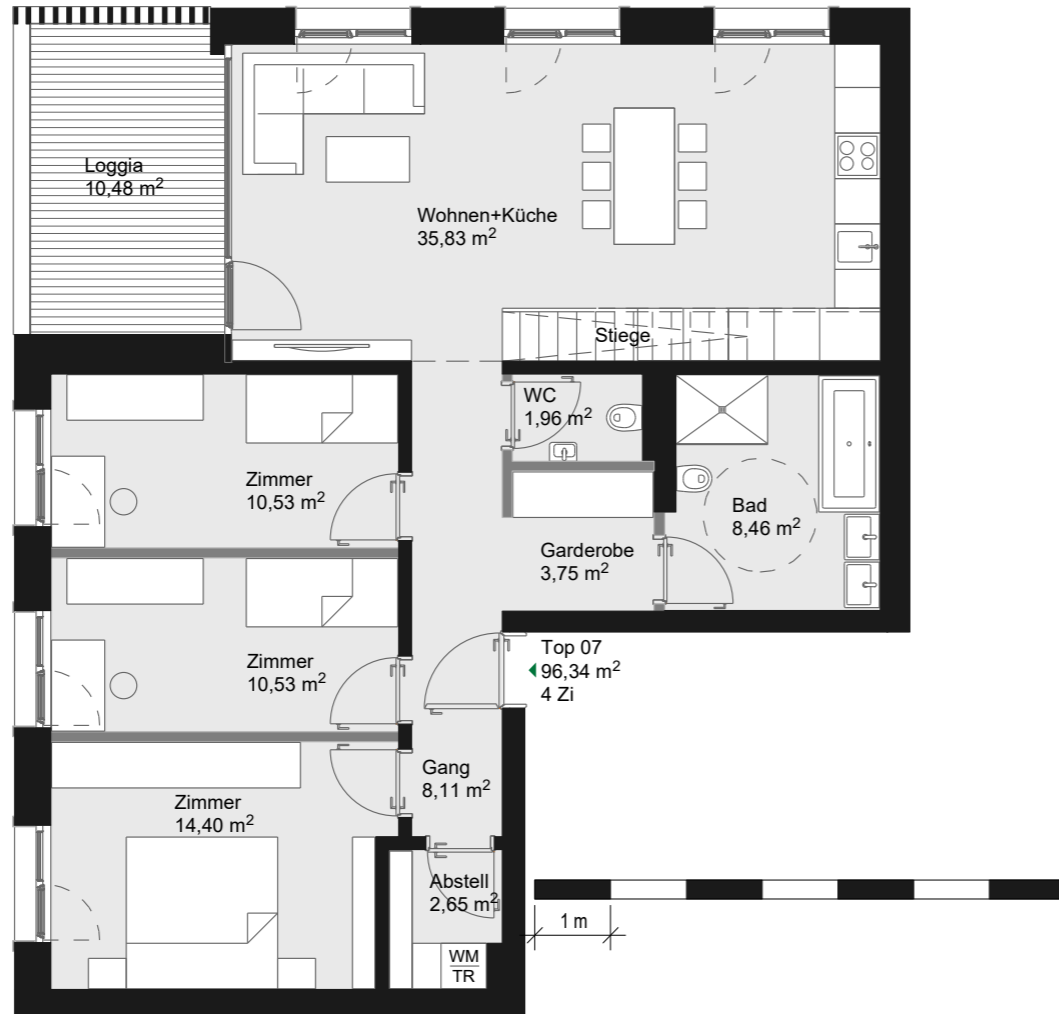 Loggia
10,48 m²
Wohnen+Küche
35,83 m²
Stiege
WC
1,96 m²
Zimmer
10,53 m²
Bad
8,46 m²
Garderobe
3,75 m²
Zimmer
10,53 m²
Top 07
96,34 m²
4 Zi
Gang
8,11 m²
Zimmer
14,40 m²
Abstell
2,65 m²
WM
TR
1 m